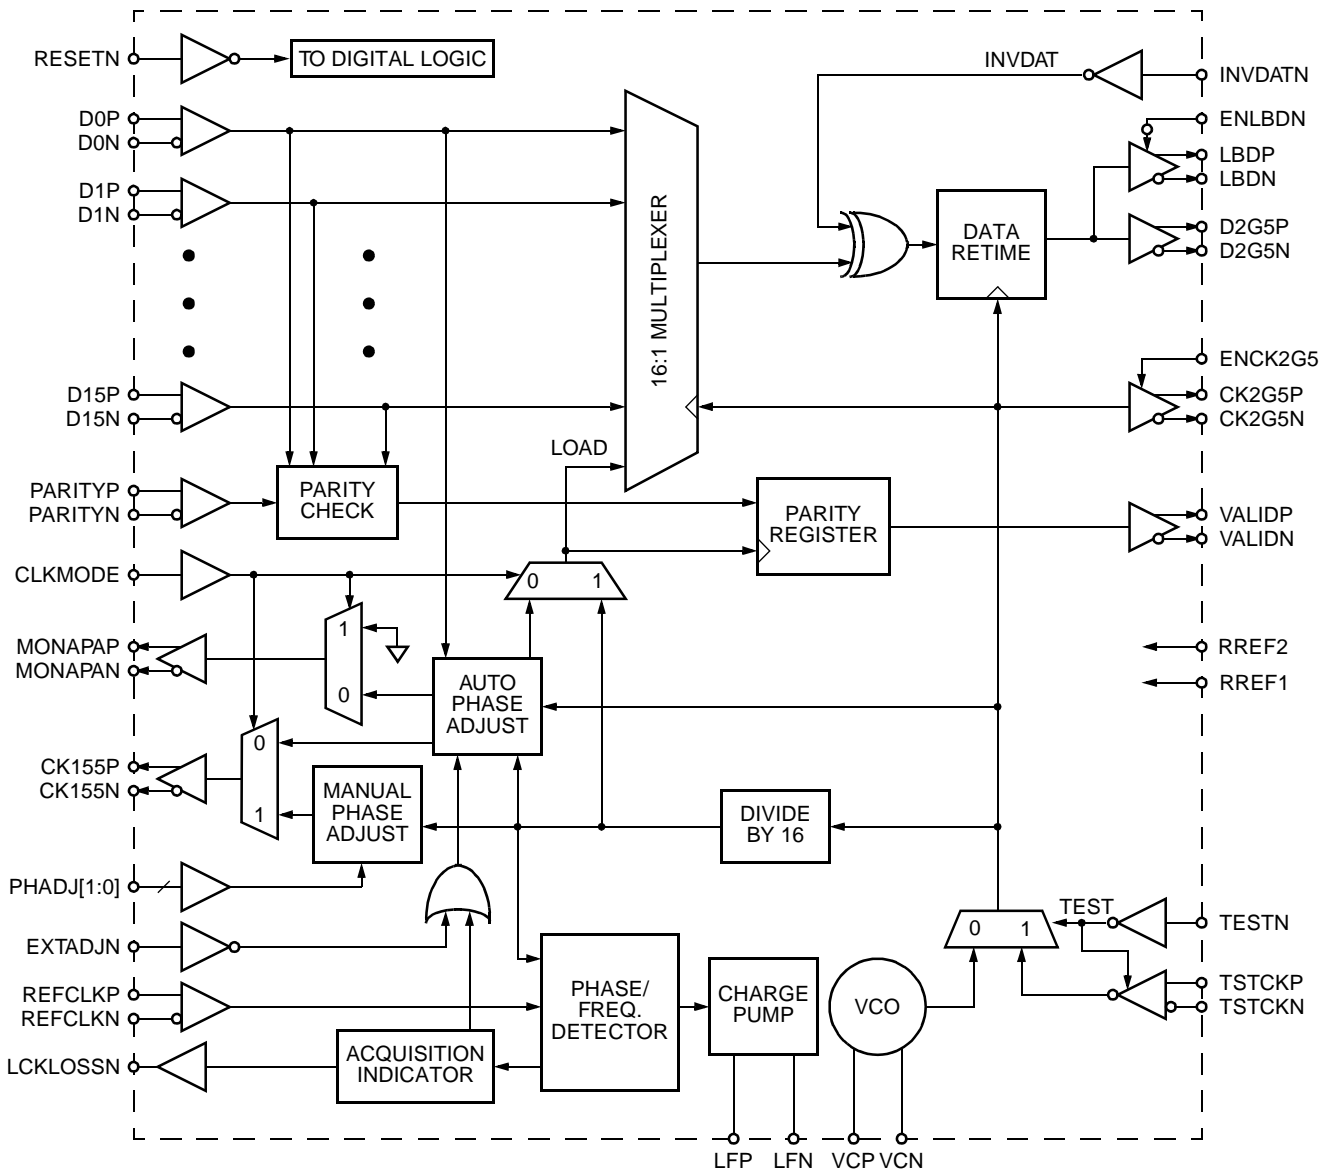 RESETN
TO DIGITAL LOGIC
INVDAT
INVDATN
D0P
D0N
ENLBDN
LBDP
LBDN
D1P
D1N
D2G5P
D2G5N
DATA
RETIME
16:1 MULTIPLEXER
ENCK2G5
D15P
D15N
CK2G5P
CK2G5N
LOAD
PARITYP
PARITYN
PARITY
CHECK
PARITY
REGISTER
VALIDP
VALIDN
CLKMODE
0 1
MONAPAP
MONAPAN
1
0
RREF2
RREF1
AUTO
PHASE
ADJUST
CK155P
CK155N
0
1
MANUAL
PHASE
ADJUST
DIVIDE
BY 16
PHADJ[1:0]
EXTADJN
0 1
TEST
TESTN
REFCLKP
REFCLKN
PHASE/
FREQ.
DETECTOR
CHARGE
PUMP
VCO
TSTCKP
TSTCKN
LCKLOSSN
ACQUISITION
INDICATOR
LFP
LFN
VCP
VCN